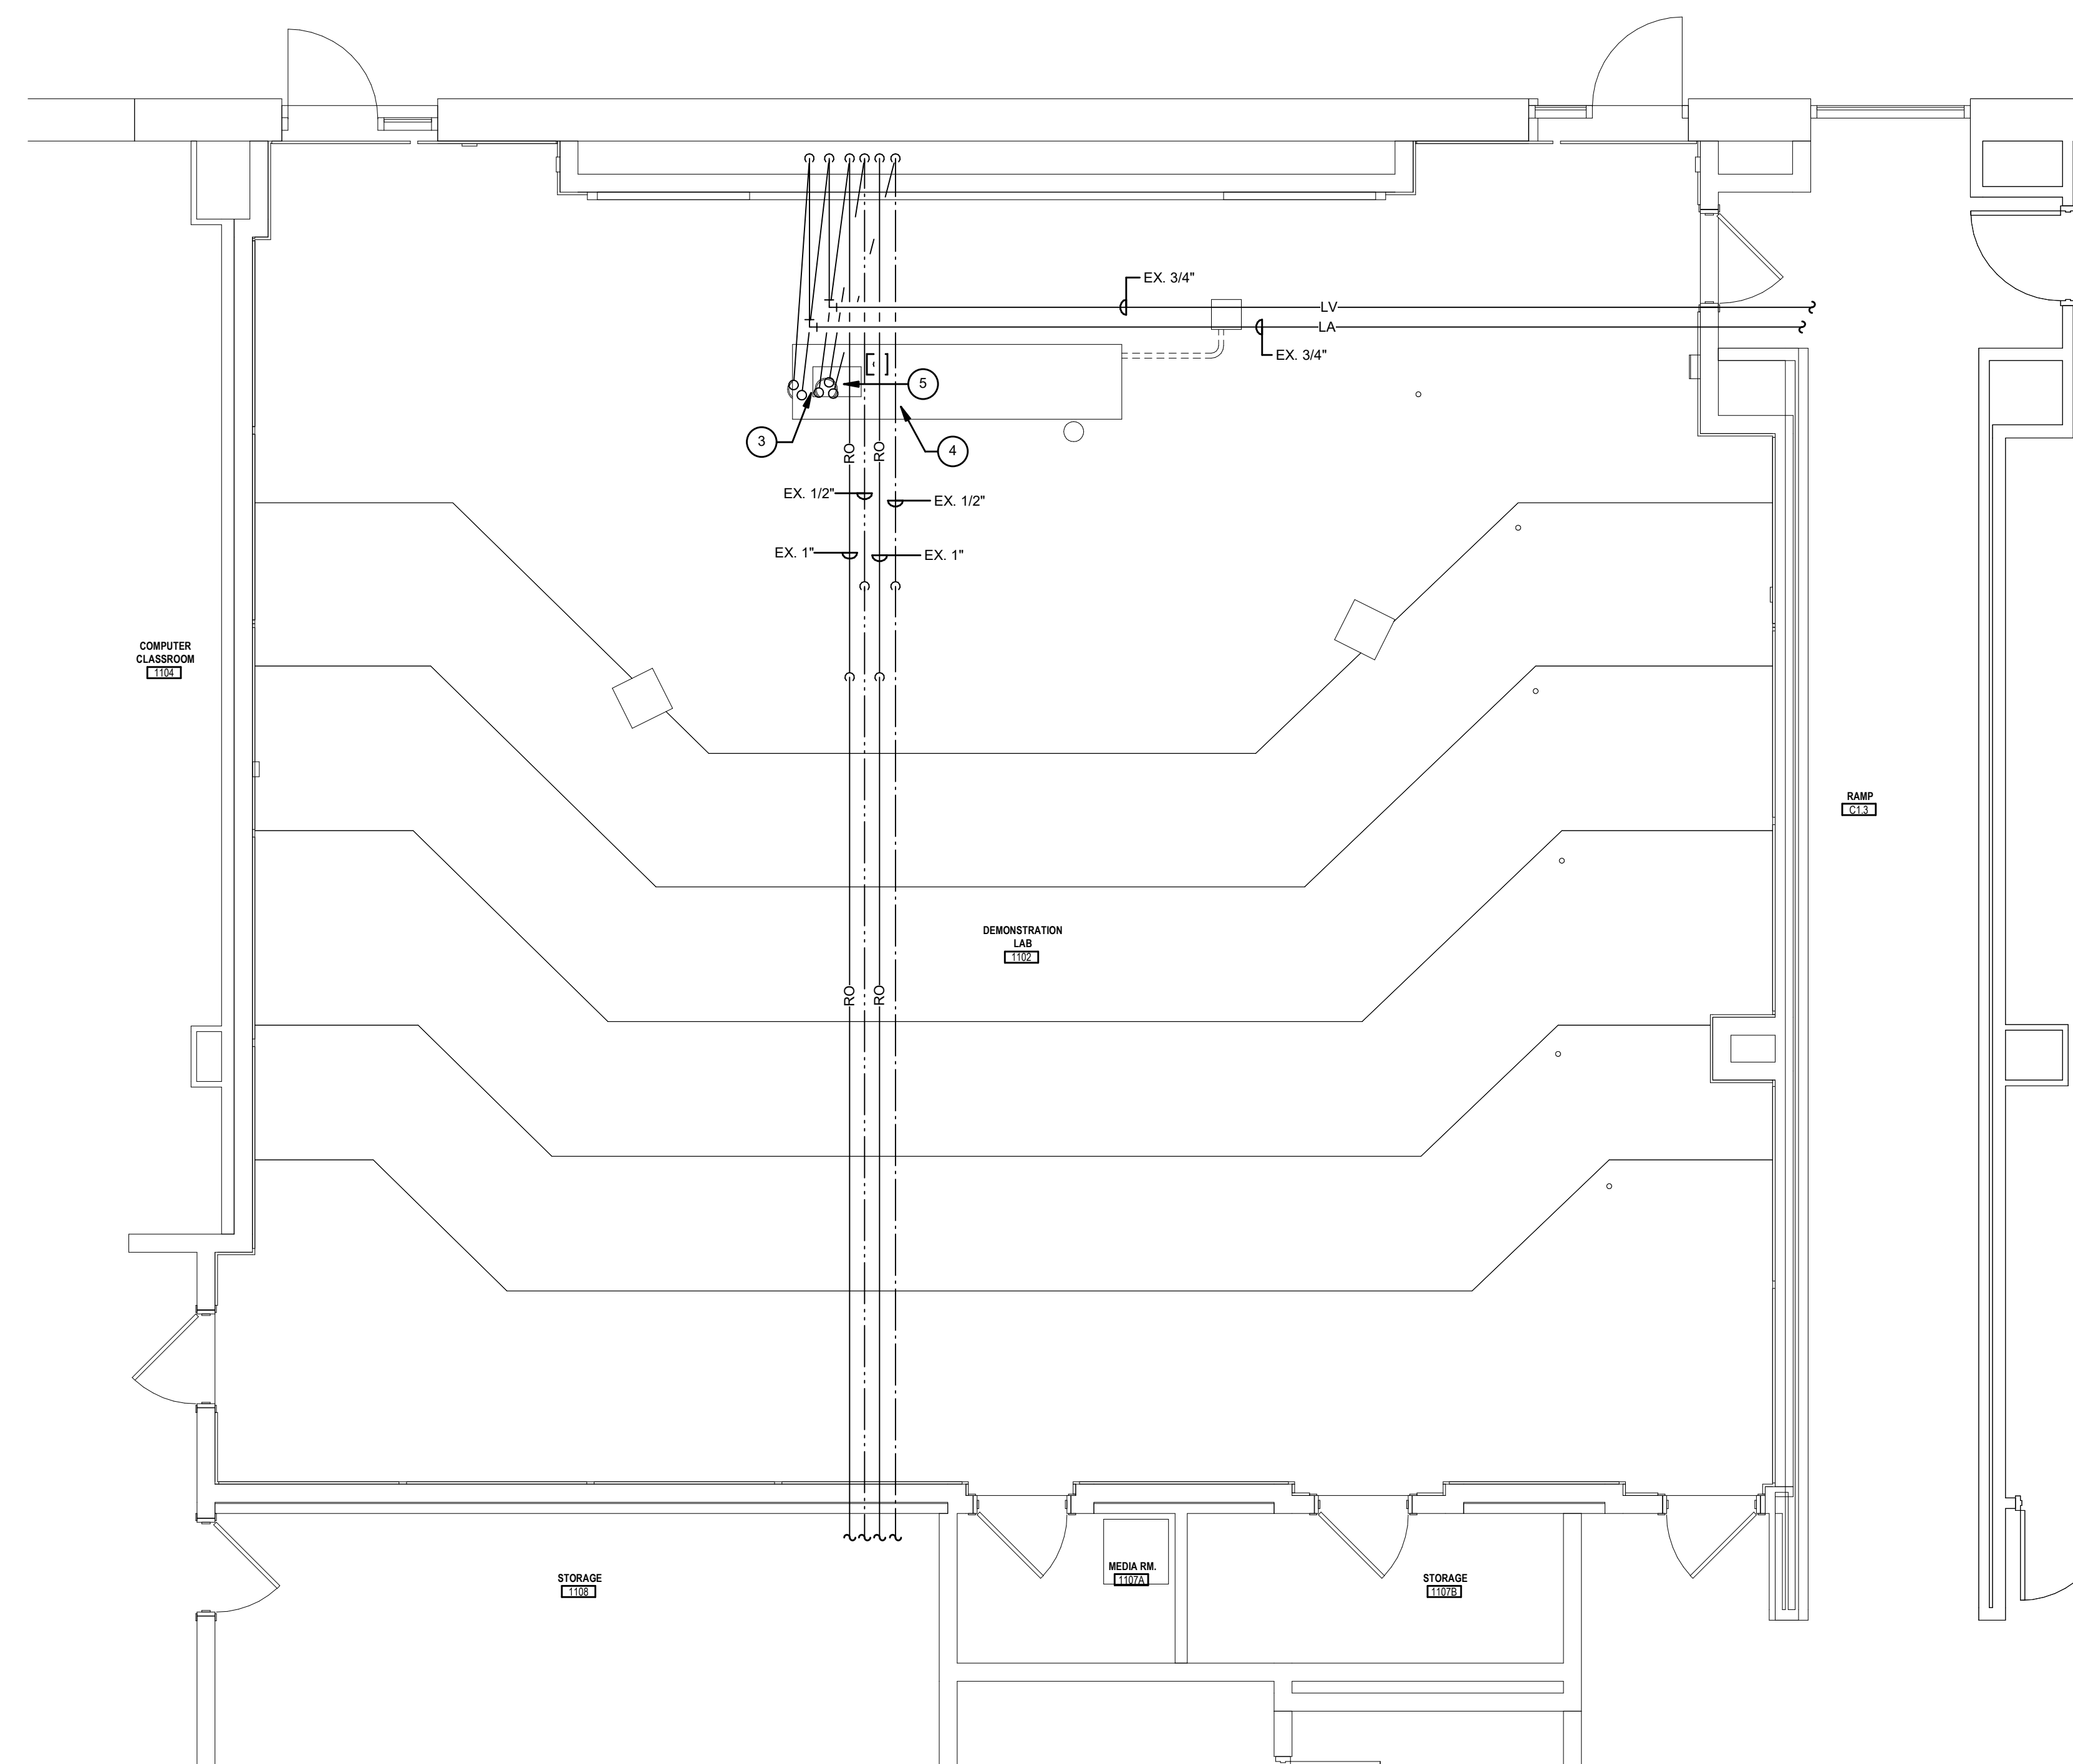 EX. 3/4"
LV
LA
EX. 3/4"
5
3
4
RO
RO
EX. 1/2"
EX. 1/2"
EX. 1"
EX. 1"
COMPUTER
CLASSROOM
1104
RAMP
C1.3
DEMONSTRATION
LAB
1102
RO
RO
MEDIA RM.
1107A
STORAGE
1108
STORAGE
1107B